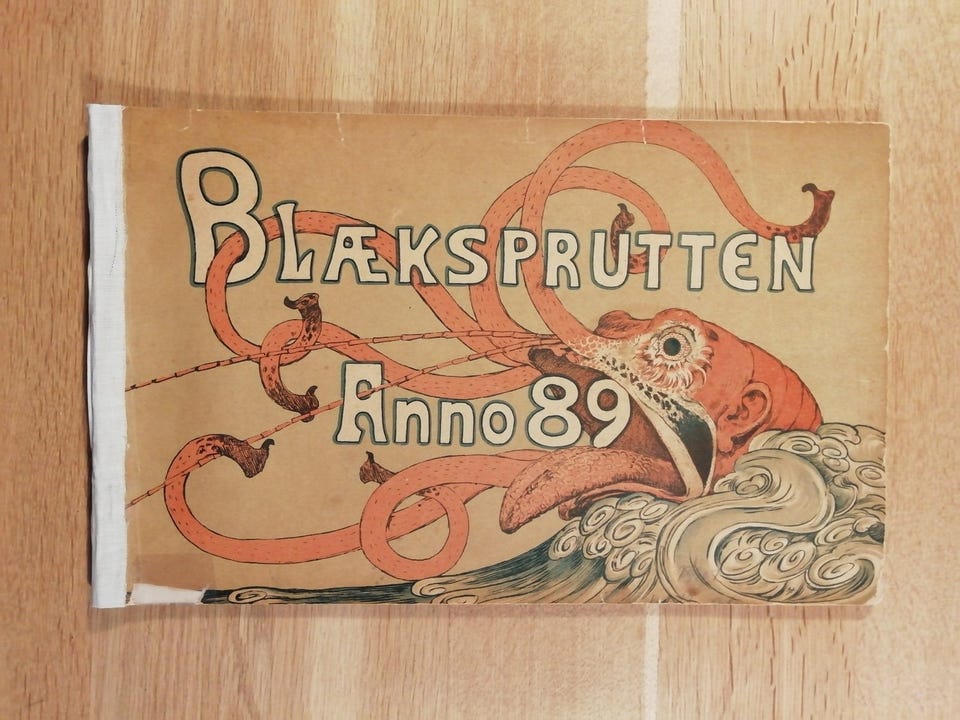 BLÆKSPRUTTEN
Anno 89